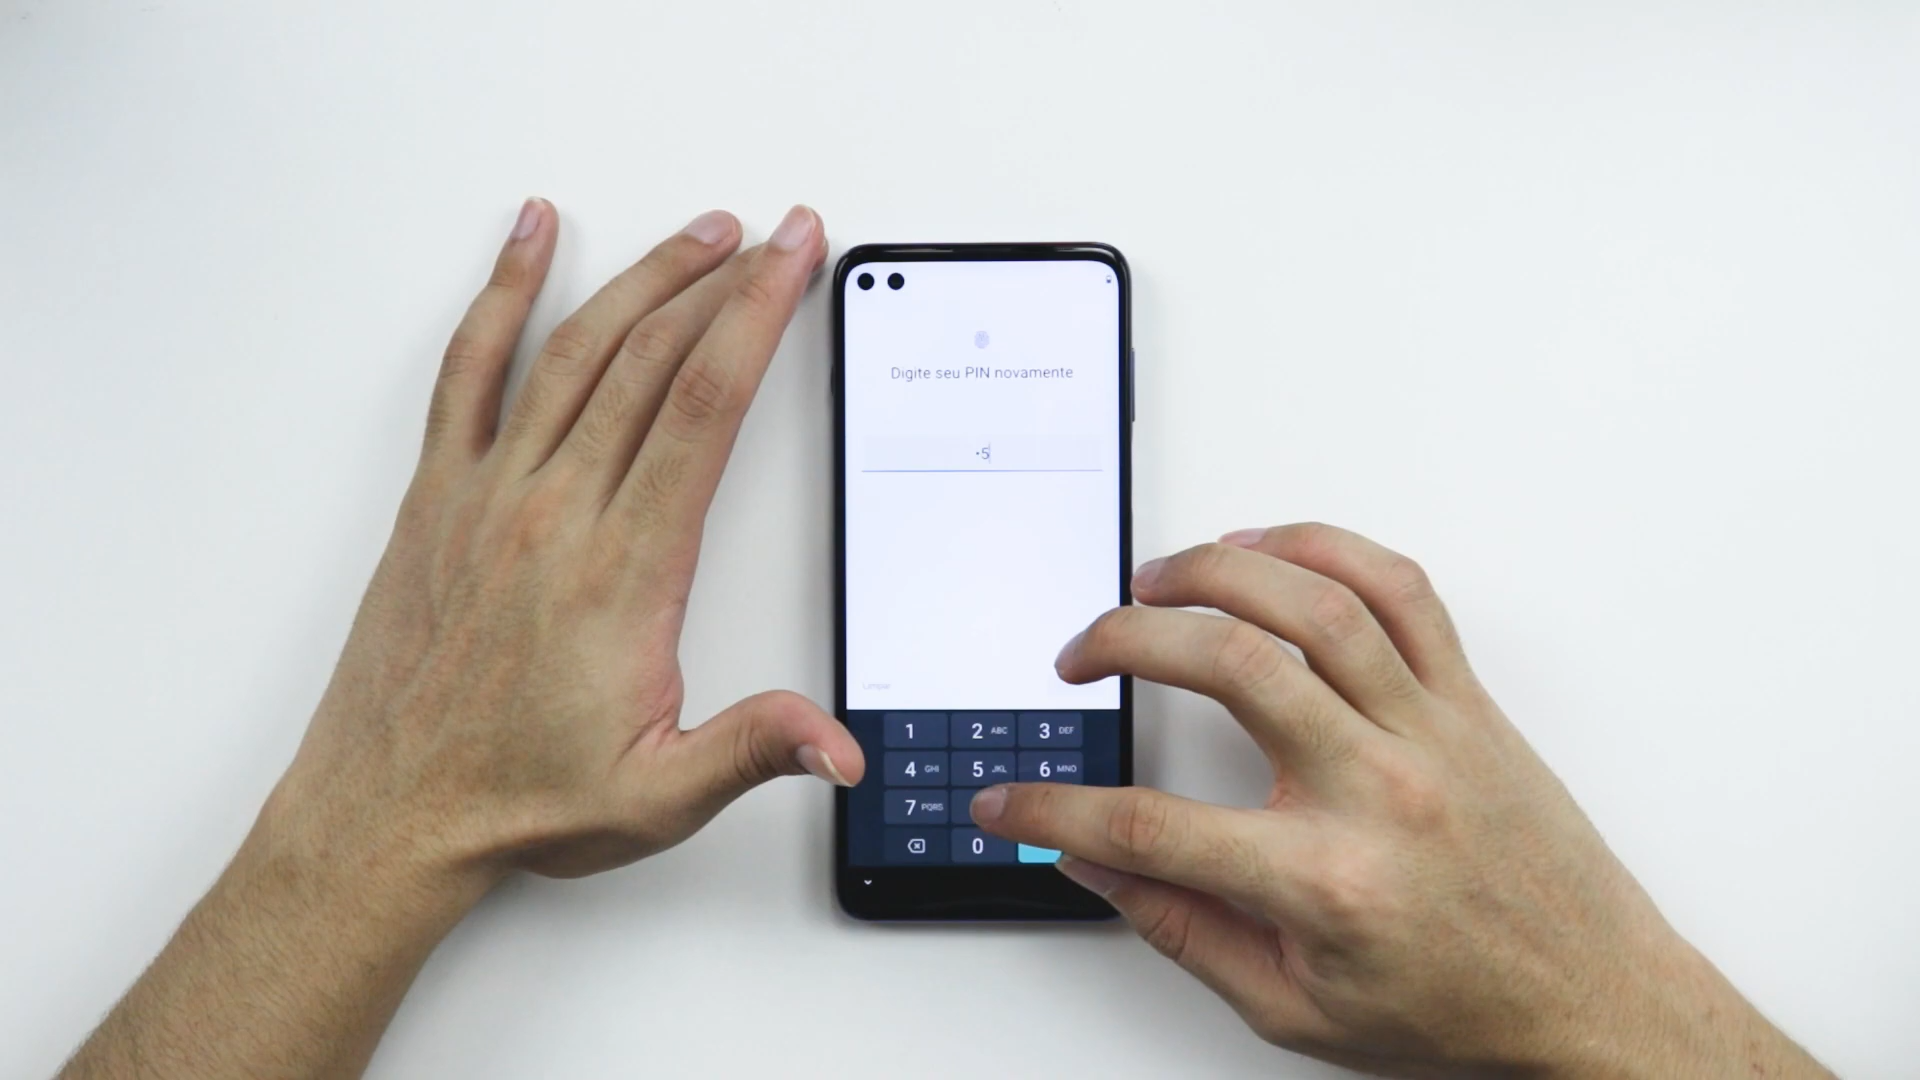 Digite seu PIN novamente
•5
Limpar
1 2 ABC 3 DEF
4 GHI 5 JKL 6 MNO
7 PQRS
0